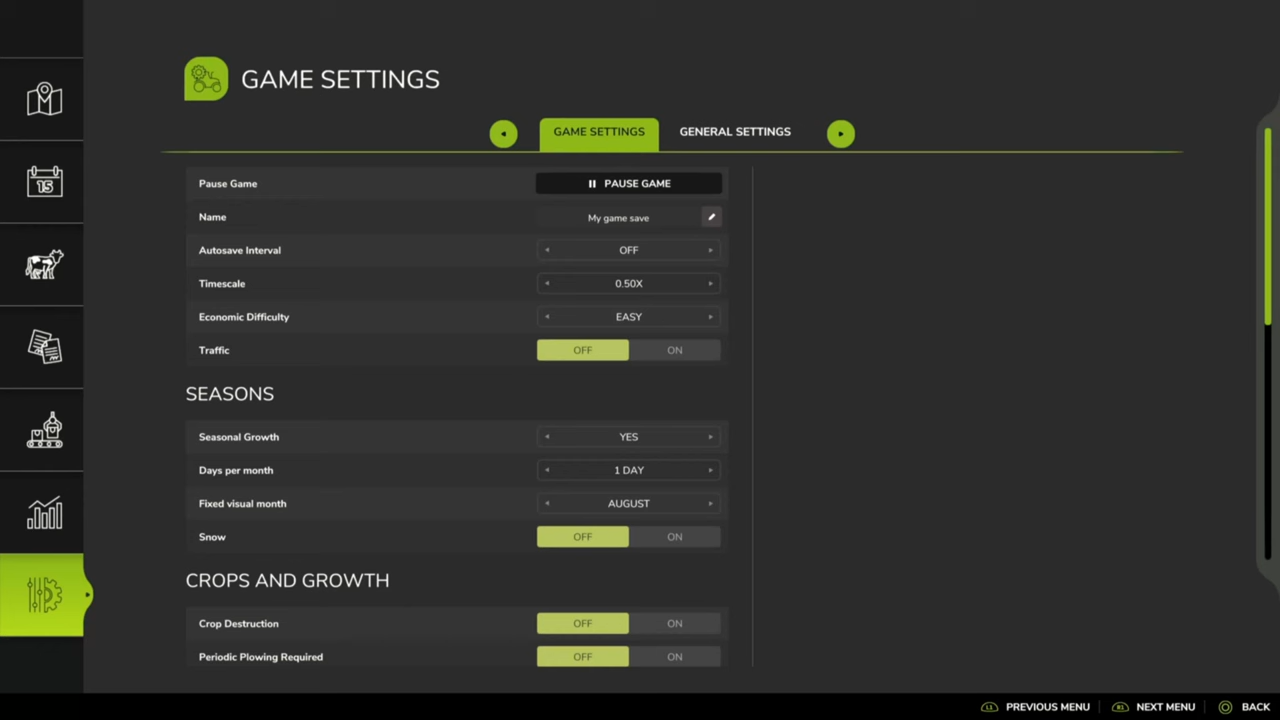 GAME SETTINGS
GAME SETTINGS GENERAL SETTINGS
Pause Game PAUSE GAME
Name My game save
Autosave Interval OFF
Timescale 0.50X
Economic Difficulty EASY
Traffic OFF ON
SEASONS
Seasonal Growth YES
Days per month 1 DAY
Fixed visual month AUGUST
Snow OFF ON
CROPS AND GROWTH
Crop Destruction OFF ON
Periodic Plowing Required OFF ON
15
L1 PREVIOUS MENU R1 NEXT MENU BACK